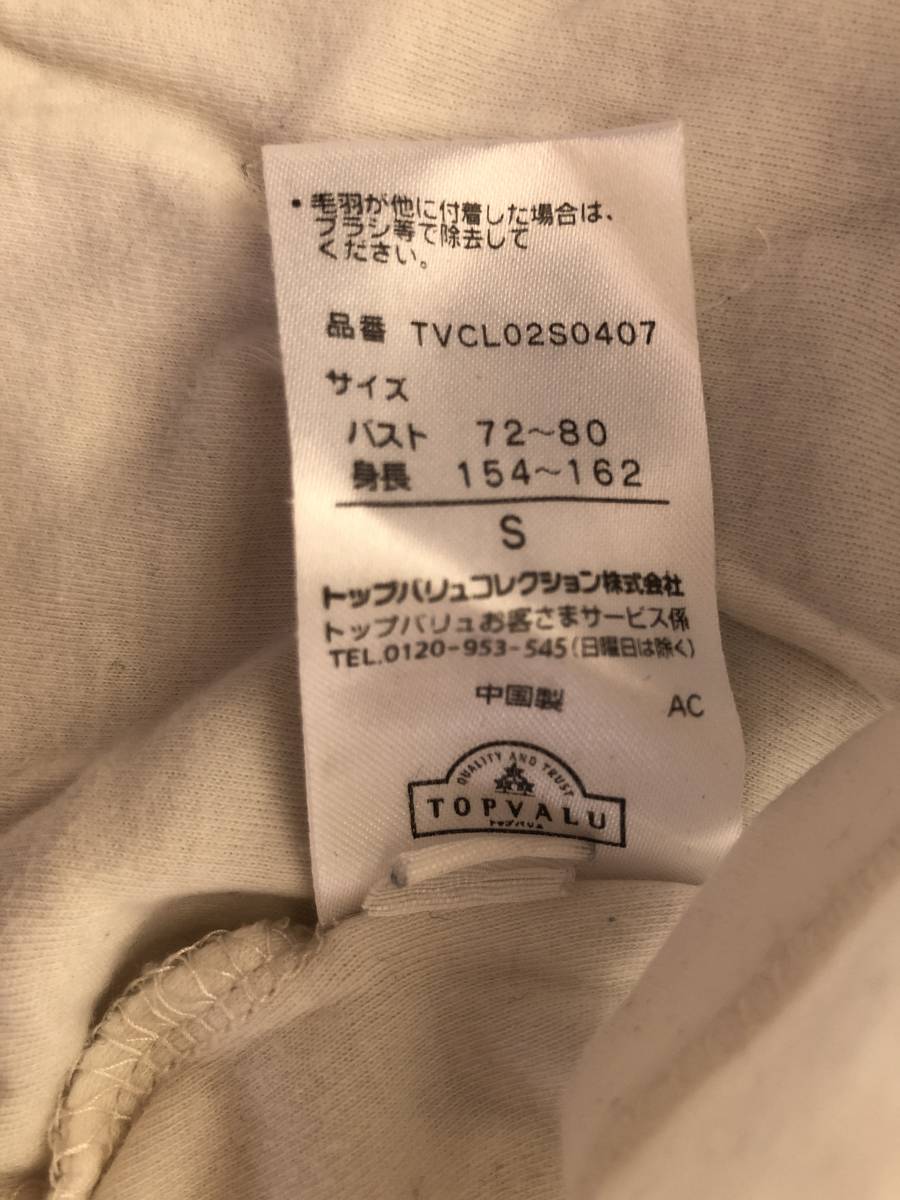 ・毛羽が他に付着した場合は、
ブラシ等で除去して
ください。
品番 TVCL02S0407
サイズ
バスト 72～80
身長 154～162
S
トップバリュコレクション株式会社
トップバリュお客さまサービス係
TEL.0120-953-545(日曜日は除く)
中国製 AC
QUALITY AND TRUST
TOPVALU
トップバリュ